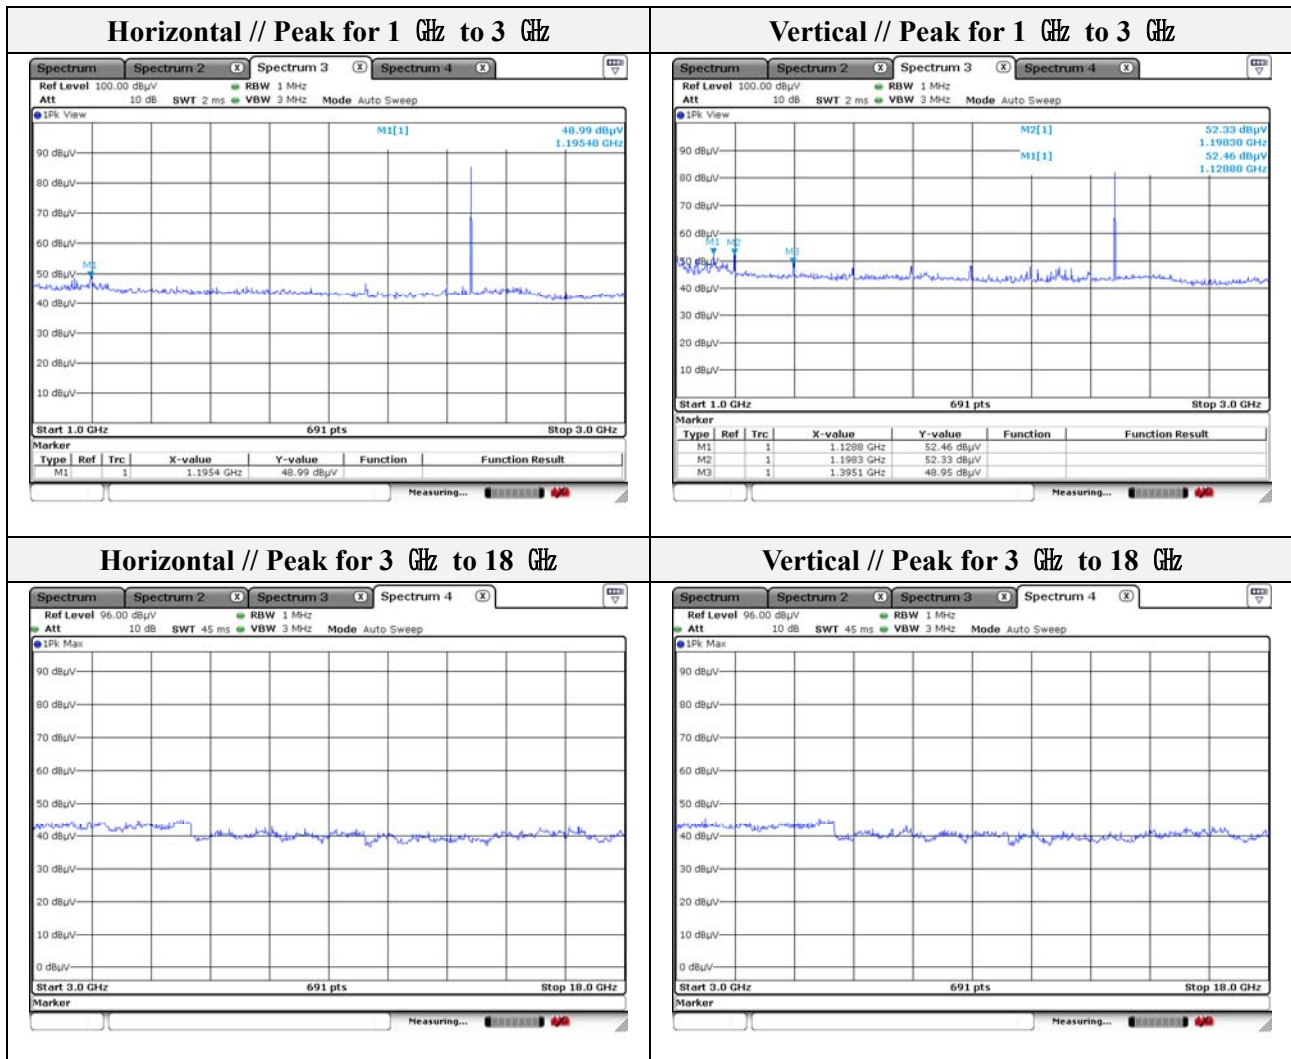 Horizontal // Peak for 1 ㎓ to 3 ㎓
Spectrum Spectrum 2 X Spectrum 3 X Spectrum 4 X
Ref Level 100.00 dBµV RBW 1 MHz
Att 10 dB SWT 2 ms VBW 3 MHz Mode Auto Sweep
1Pk View
M1[1] 48.99 dBµV
1.19540 GHz
90 dBµV
80 dBµV
70 dBµV
60 dBµV
M1
50 dBµV
40 dBµV
30 dBµV
20 dBµV
10 dBµV
Start 1.0 GHz 691 pts Stop 3.0 GHz
Marker
Type Ref Trc X-value Y-value Function Function Result
M1 1 1.1954 GHz 48.99 dBµV
Measuring...
Vertical // Peak for 1 ㎓ to 3 ㎓
Spectrum Spectrum 2 X Spectrum 3 X Spectrum 4 X
Ref Level 100.00 dBµV RBW 1 MHz
Att 10 dB SWT 2 ms VBW 3 MHz Mode Auto Sweep
1Pk View
M2[1] 52.33 dBµV
1.19830 GHz
M1[1] 52.46 dBµV
1.12880 GHz
90 dBµV
80 dBµV
70 dBµV
60 dBµV
M1 M2
M3
50 dBµV
40 dBµV
30 dBµV
20 dBµV
10 dBµV
Start 1.0 GHz 691 pts Stop 3.0 GHz
Marker
Type Ref Trc X-value Y-value Function Function Result
M1 1 1.1288 GHz 52.46 dBµV
M2 1 1.1983 GHz 52.33 dBµV
M3 1 1.3951 GHz 48.95 dBµV
Measuring...
Horizontal // Peak for 3 ㎓ to 18 ㎓
Spectrum Spectrum 2 X Spectrum 3 X Spectrum 4 X
Ref Level 96.00 dBµV RBW 1 MHz
Att 10 dB SWT 45 ms VBW 3 MHz Mode Auto Sweep
1Pk Max
90 dBµV
80 dBµV
70 dBµV
60 dBµV
50 dBµV
40 dBµV
30 dBµV
20 dBµV
10 dBµV
0 dBµV
Start 3.0 GHz 691 pts Stop 18.0 GHz
Marker
Measuring...
Vertical // Peak for 3 ㎓ to 18 ㎓
Spectrum Spectrum 2 X Spectrum 3 X Spectrum 4 X
Ref Level 96.00 dBµV RBW 1 MHz
Att 10 dB SWT 45 ms VBW 3 MHz Mode Auto Sweep
1Pk Max
90 dBµV
80 dBµV
70 dBµV
60 dBµV
50 dBµV
40 dBµV
30 dBµV
20 dBµV
10 dBµV
0 dBµV
Start 3.0 GHz 691 pts Stop 18.0 GHz
Marker
Measuring...